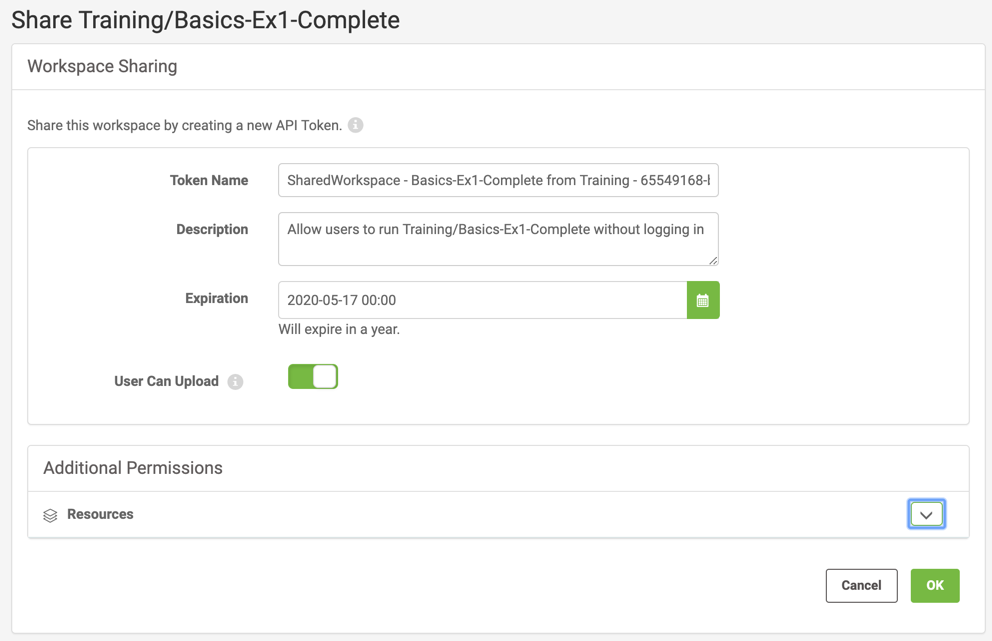 Share Training/Basics-Ex1-Complete
Workspace Sharing
Share this workspace by creating a new API Token.
Token Name
SharedWorkspace - Basics-Ex1-Complete from Training - 65549168-
Description
Allow users to run Training/Basics-Ex1-Complete without logging in
Expiration
2020-05-17 00:00
Will expire in a year.
User Can Upload
Additional Permissions
Resources
Cancel
OK